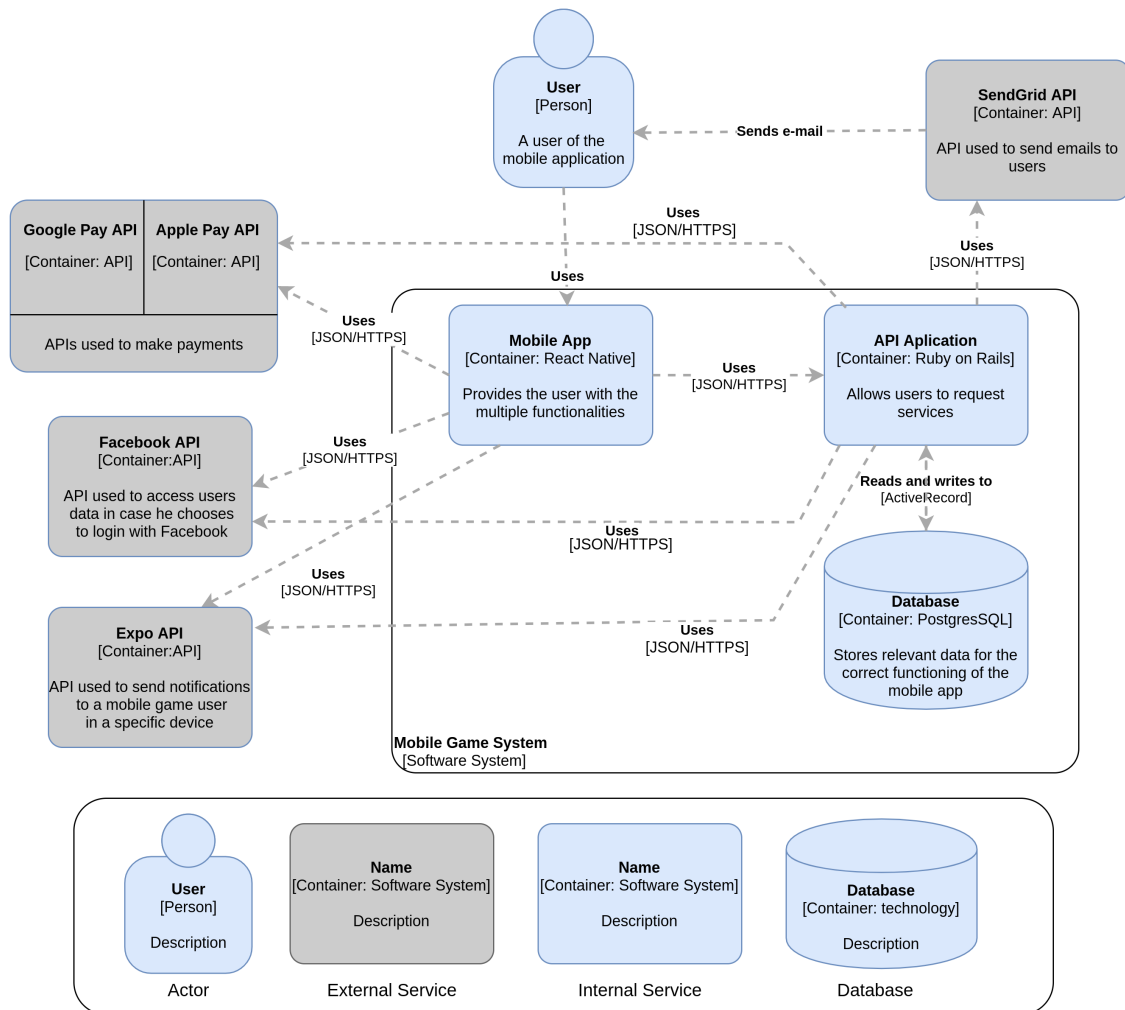 User
[Person]
A user of the
mobile application
SendGrid API
[Container: API]
API used to send emails to
users
Sends e-mail
Google Pay API
[Container: API]
Apple Pay API
[Container: API]
APIs used to make payments
Uses
[JSON/HTTPS]
Uses
[JSON/HTTPS]
Uses
Uses
[JSON/HTTPS]
Mobile App
[Container: React Native]
Provides the user with the
multiple functionalities
Uses
[JSON/HTTPS]
API Aplication
[Container: Ruby on Rails]
Allows users to request
services
Facebook API
[Container:API]
API used to access users
data in case he chooses
to login with Facebook
Uses
[JSON/HTTPS]
Reads and writes to
[ActiveRecord]
Uses
[JSON/HTTPS]
Uses
[JSON/HTTPS]
Expo API
[Container:API]
API used to send notifications
to a mobile game user
in a specific device
Uses
[JSON/HTTPS]
Database
[Container: PostgresSQL]
Stores relevant data for the
correct functioning of the
mobile app
Mobile Game System
[Software System]
User
[Person]
Description
Actor
Name
[Container: Software System]
Description
External Service
Name
[Container: Software System]
Description
Internal Service
Database
[Container: technology]
Description
Database